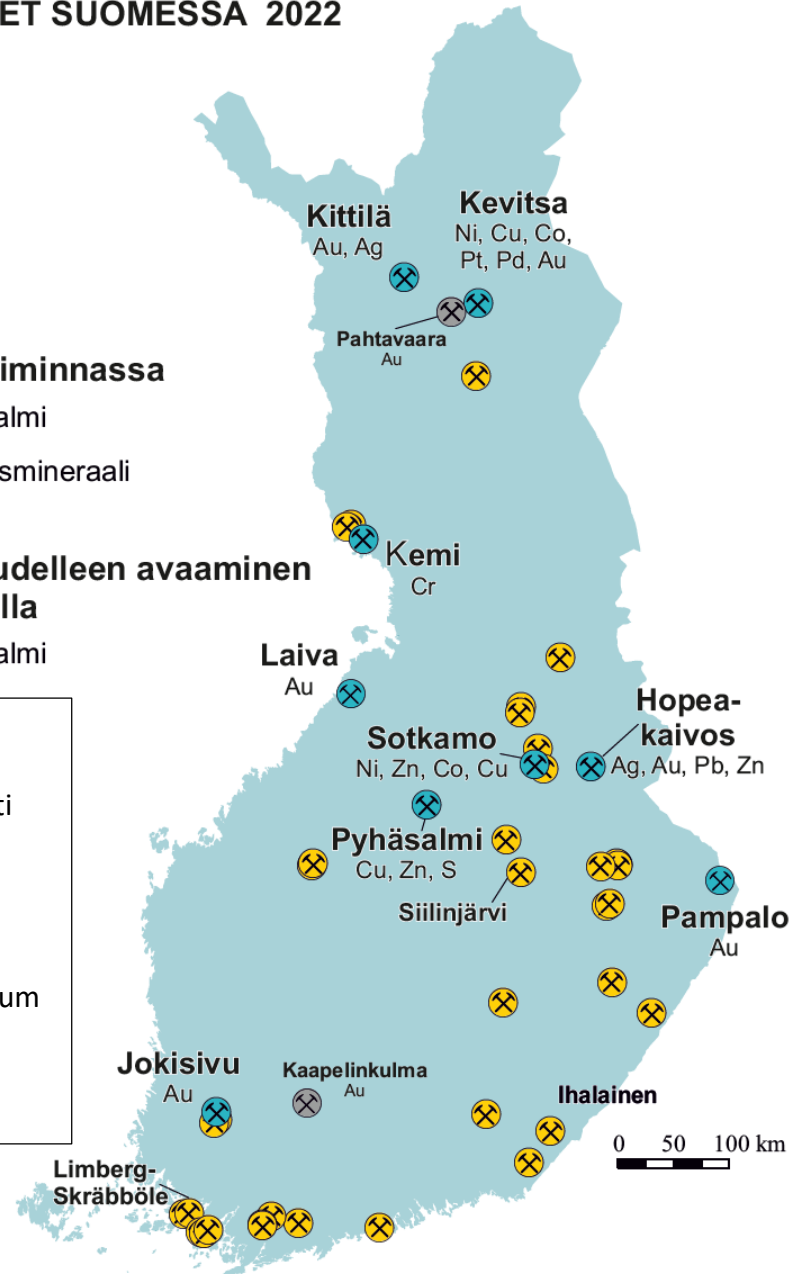 ET SUOMESSA 2022
Kittilä
Au, Ag
Kevitsa
Ni, Cu, Co,
Pt, Pd, Au
Pahtavaara
Au
iminnassa
almi
smineraali
Kemi
Cr
udelleen avaaminen
lla
almi
Laiva
Au
Hopea-
kaivos
Ag, Au, Pb, Zn
Sotkamo
Ni, Zn, Co, Cu
Pyhäsalmi
Cu, Zn, S
Siilinjärvi
ti
Pampalo
Au
um
Jokisivu
Au
Kaapelinkulma
Au
Ihalainen
0 50 100 km
Limberg-
Skräbböle